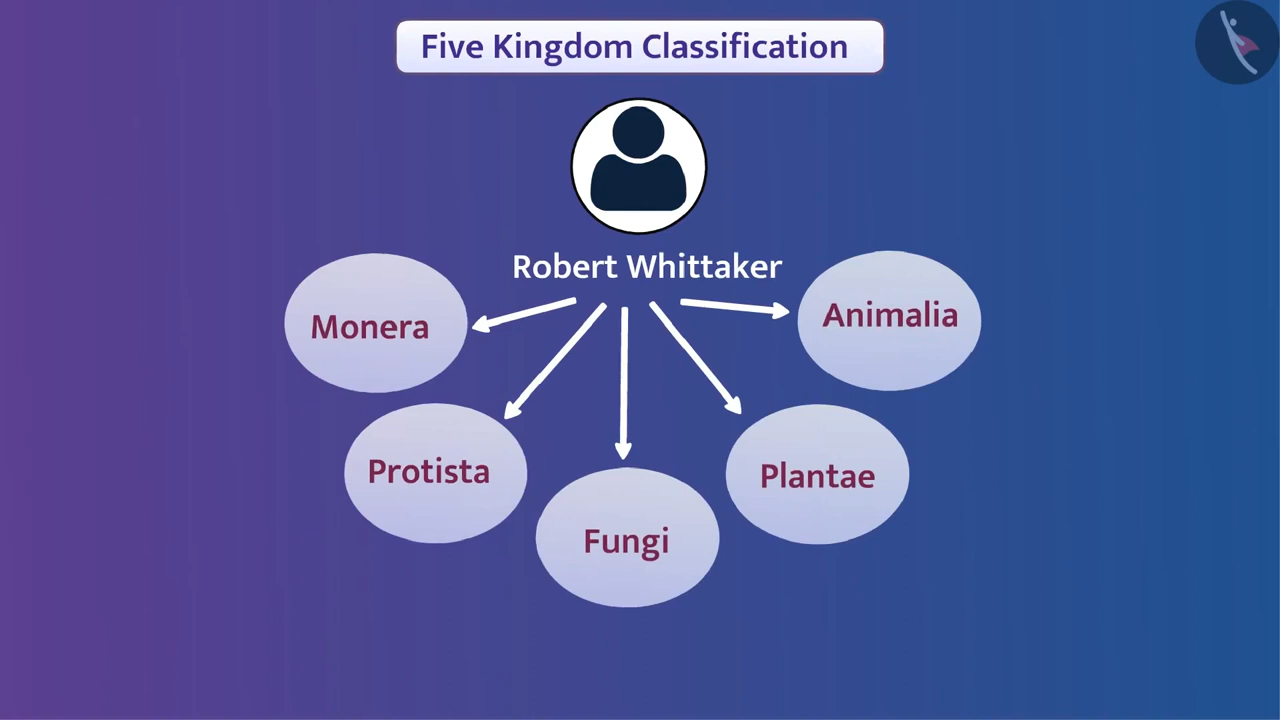 Five Kingdom Classification
Robert Whittaker
Monera
Animalia
Protista
Plantae
Fungi